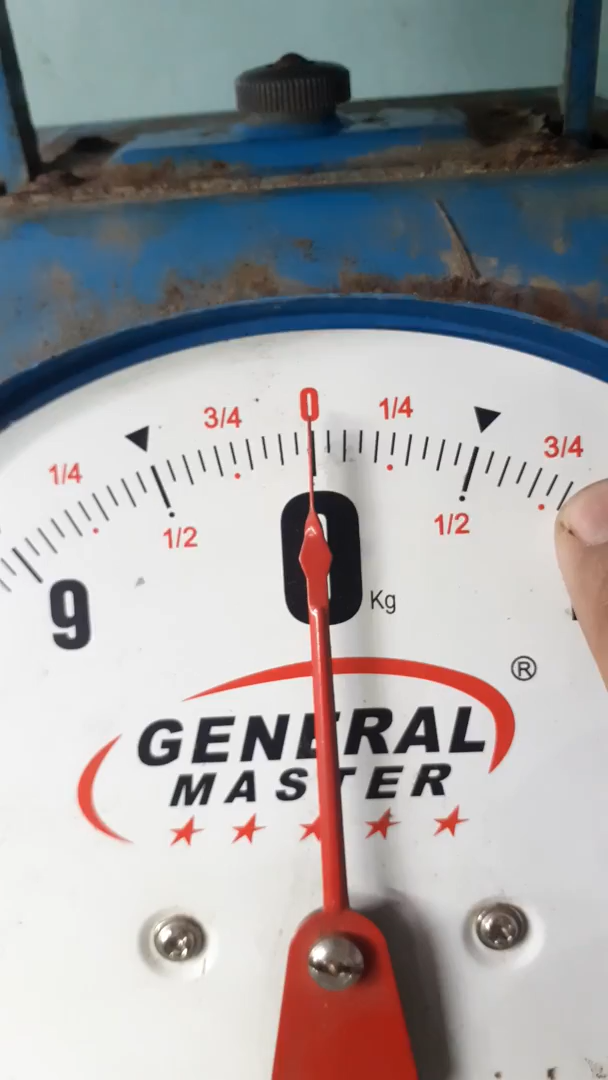 1/4 3/4 0 1/4 3/4
1/2 1/2
9 0 Kg
®
GENERAL
MASTER